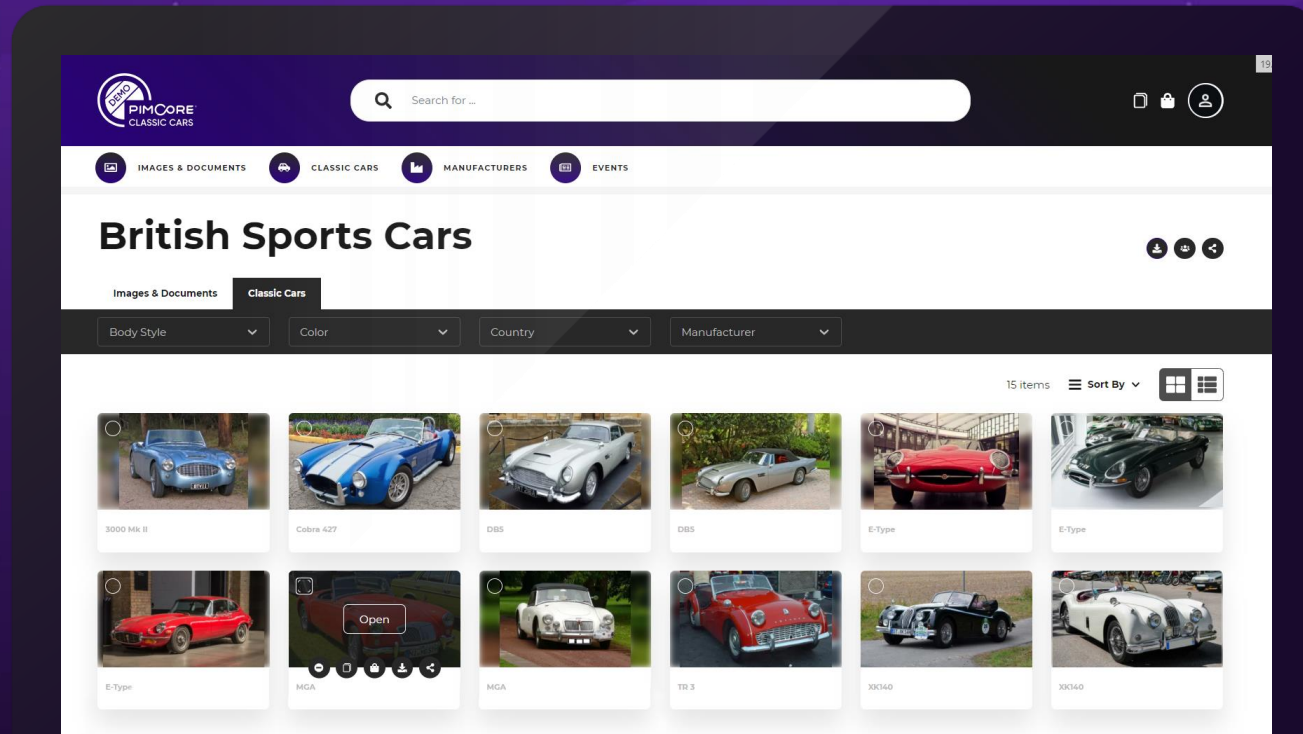 19.
DEMO
PIMCORE
CLASSIC CARS
Search for ...
IMAGES & DOCUMENTS
CLASSIC CARS
MANUFACTURERS
EVENTS
British Sports Cars
Images & Documents
Classic Cars
Body Style
Color
Country
Manufacturer
15 items
Sort By
3000 Mk II
Cobra 427
DB5
DB5
E-Type
E-Type
Open
E-Type
MGA
MGA
TR 3
XK140
XK140